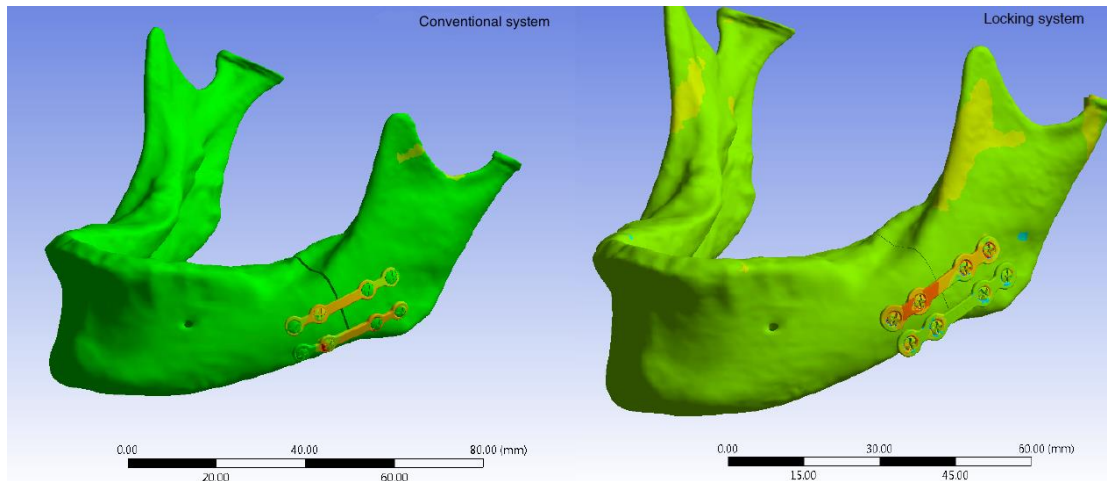 Conventional system
Locking system
0.00 40.00 80.00 (mm)
20.00 60.00
0.00 30.00 60.00 (mm)
15.00 45.00